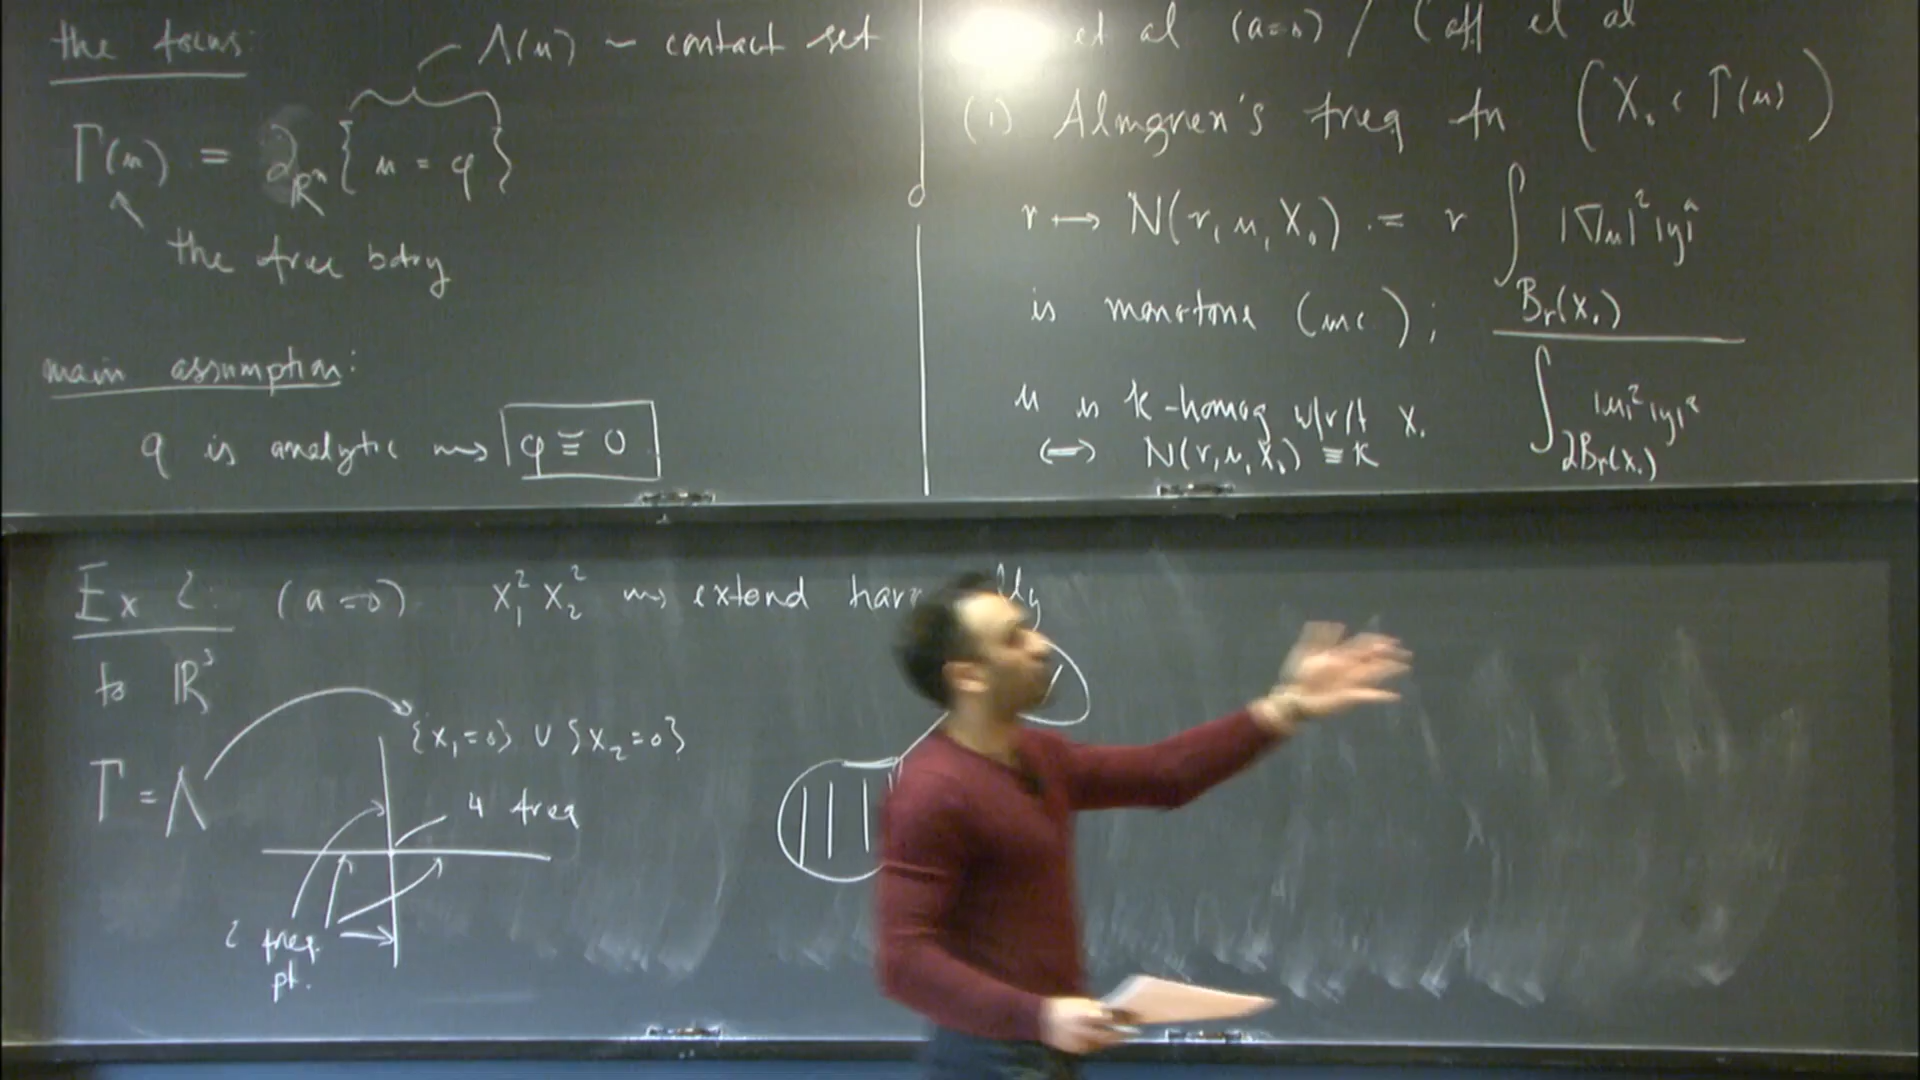 the focus:
Λ(u) ~ contact set
Γ(u) = ∂_{ℝⁿ} { u = φ }
the free bdry
main assumption:
φ is analytic ⇝ φ ≡ 0
et al (a=0) / Caff et al
(1) Almgren's freq fn (X₀ ∈ Γ(u))
r ⟼ N(r, u, X₀) := r ∫_{B_r(X₀)} |∇u|² |y|^a
is monotone (inc);
∫_{∂B_r(X₀)} |u|² |y|^a
u is κ-homog w/r/t X₀
⟺ N(r, u, X₀) ≡ κ
Ex 2: (a=0) x₁² x₂² ⇝ extend
to ℝ³
{x₁=0} ∪ {x₂=0}
Γ = Λ
4 freq
2 freq.
pt.